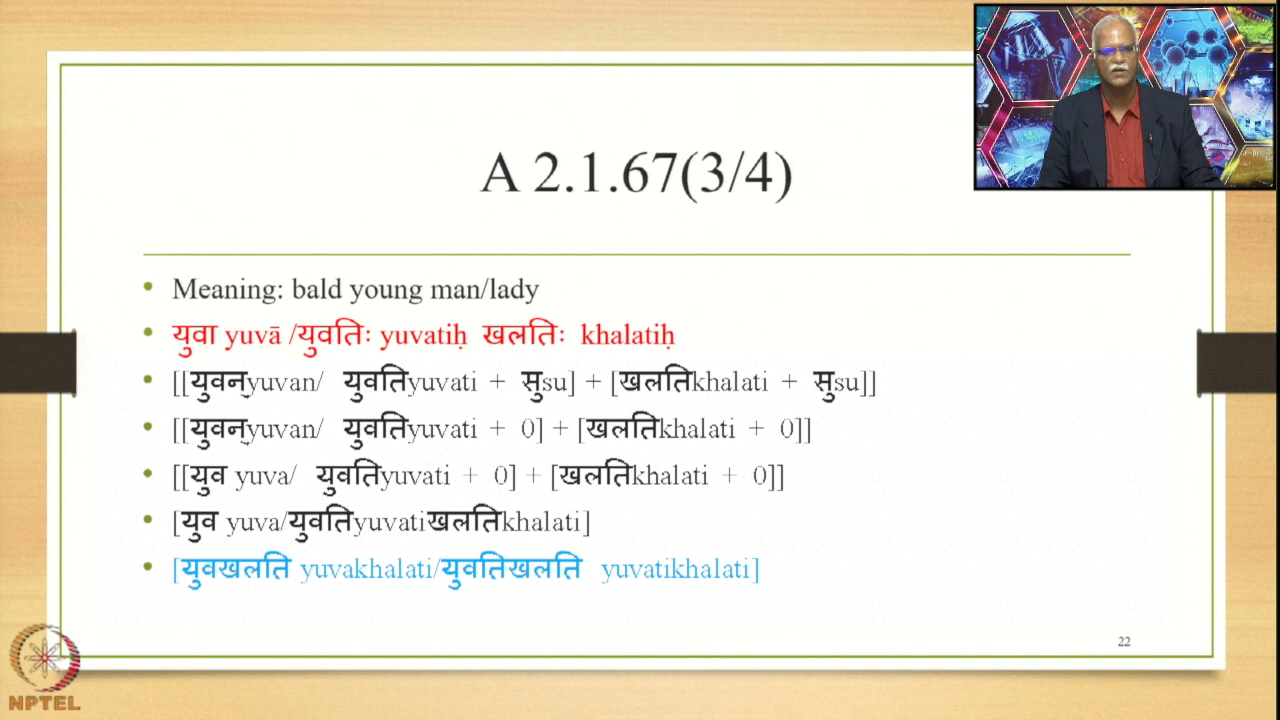 A 2.1.67(3/4)
Meaning: bald young man/lady
युवा yuvā /युवतिः yuvatiḥ खलतिः khalatiḥ
[[युवन्yuvan/ युवतिyuvati + सुsu] + [खलतिkhalati + सुsu]]
[[युवन्yuvan/ युवतिyuvati + 0] + [खलतिkhalati + 0]]
[[युव yuva/ युवतिyuvati + 0] + [खलतिkhalati + 0]]
[युव yuva/युवतिyuvatiखलतिkhalati]
[युवखलति yuvakhalati/युवतिखलति yuvatikhalati]
22
NPTEL